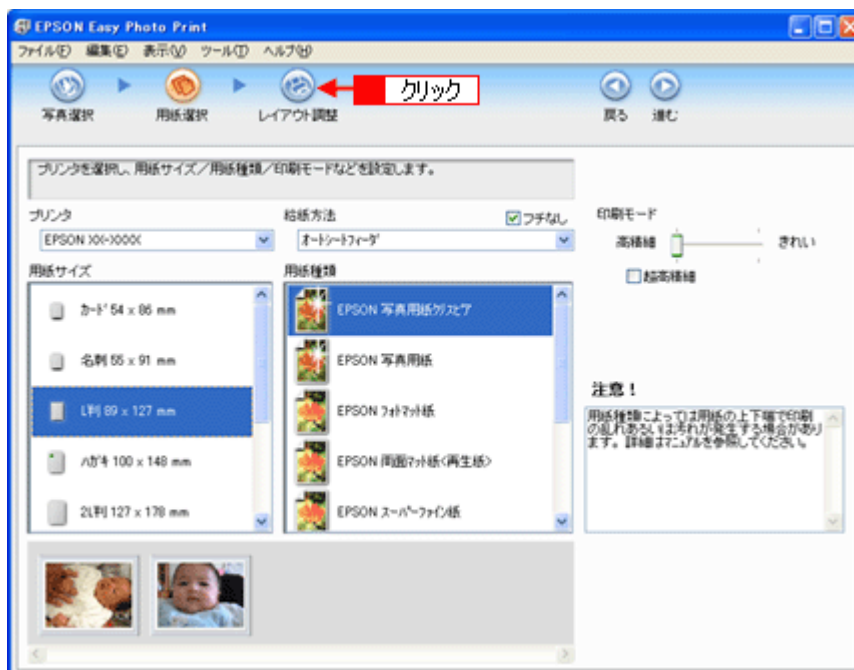 EPSON Easy Photo Print
ファイル(F) 編集(E) 表示(V) ツール(T) ヘルプ(H)
クリック
写真選択 用紙選択 レイアウト調整 戻る 進む
プリンタを選択し、用紙サイズ/用紙種類/印刷モードなどを設定します。
プリンタ 給紙方法 フチなし 印刷モード
EPSON XX-XXXX オートシートフィーダ 高精細 きれい
用紙サイズ 用紙種類 超高精細
カード 54 x 86 mm
名刺 55 x 91 mm
L判 89 x 127 mm
ハガキ 100 x 148 mm
2L判 127 x 178 mm
EPSON 写真用紙クリスピア
EPSON 写真用紙
EPSON フォトマット紙
EPSON 両面マット紙<再生紙>
EPSON スーパーファイン紙
注意!
用紙種類によっては用紙の上下端で印刷
の乱れあるいは汚れが発生する場合があり
ます。詳細はマニュアルを参照してください。